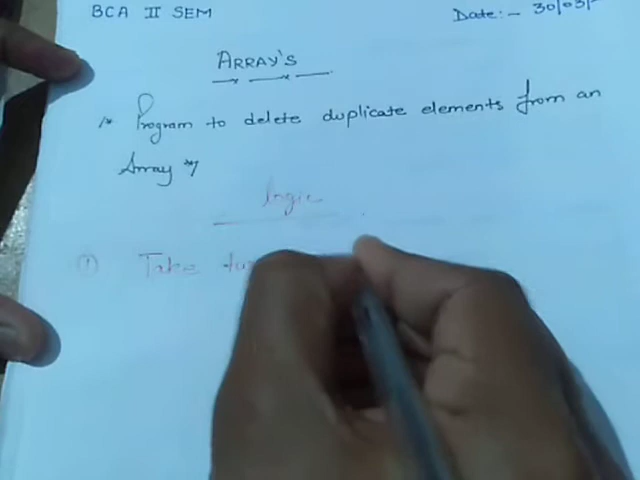 BCA II SEM
Date:- 30/03/
ARRAY'S
/* Program to delete duplicate elements from an
Array */
logic
① Take